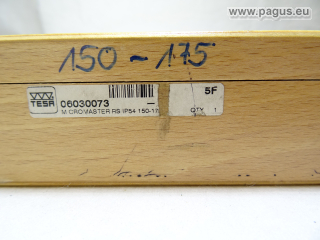 www.pagus.eu
150-175
TESA
06030073 – 5F
MICROMASTER RS IP54 150-17 QTY 1